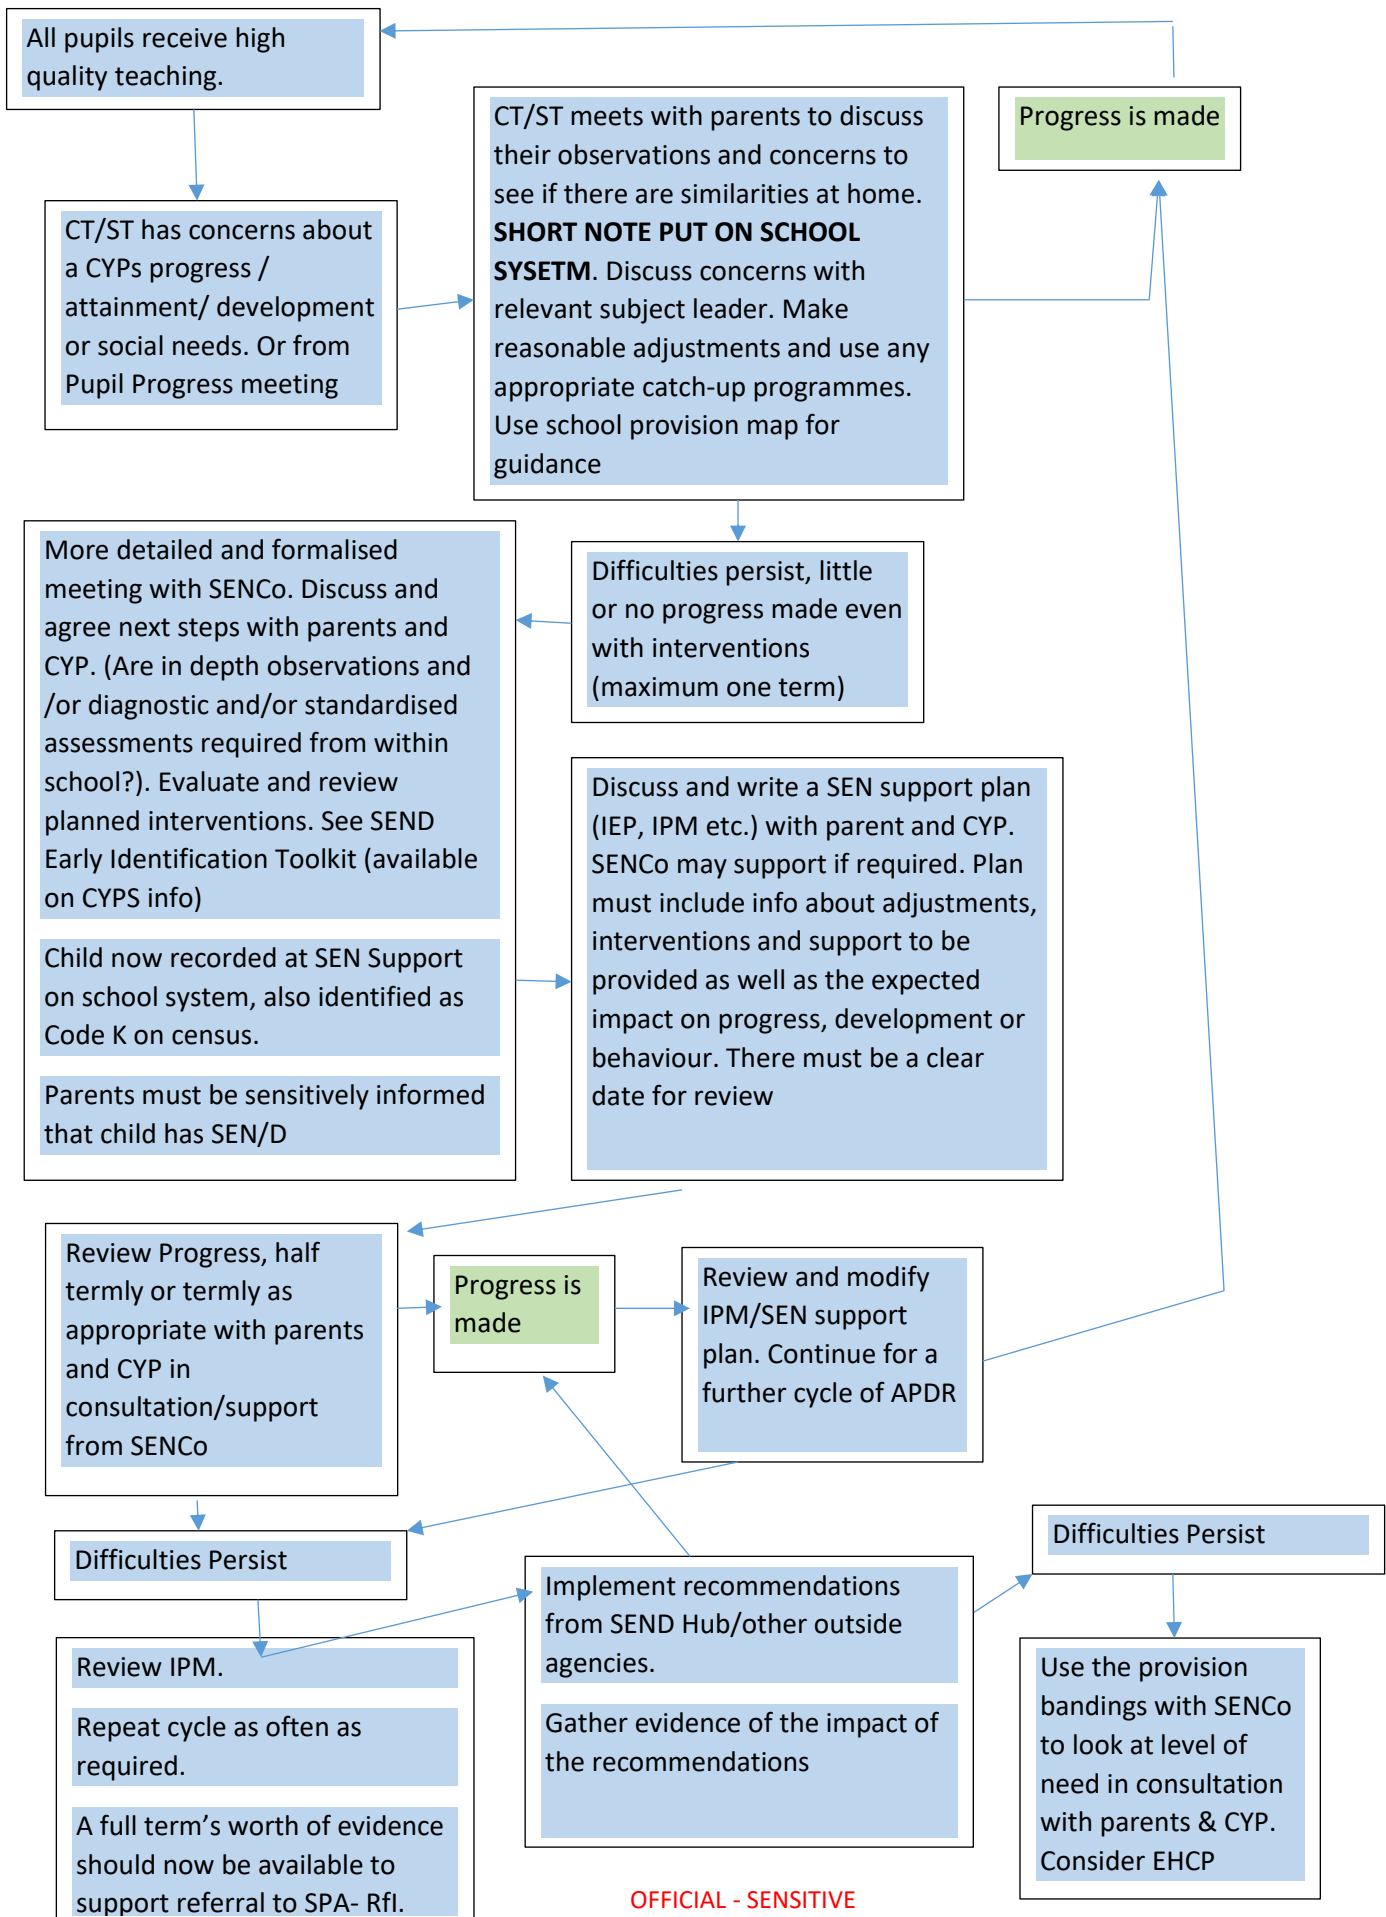 All pupils receive high
quality teaching.
Progress is made
CT/ST meets with parents to discuss
their observations and concerns to
see if there are similarities at home.
SHORT NOTE PUT ON SCHOOL
SYSETM. Discuss concerns with
relevant subject leader. Make
reasonable adjustments and use any
appropriate catch-up programmes.
Use school provision map for
guidance
CT/ST has concerns about
a CYPs progress /
attainment/ development
or social needs. Or from
Pupil Progress meeting
Difficulties persist, little
or no progress made even
with interventions
(maximum one term)
More detailed and formalised
meeting with SENCo. Discuss and
agree next steps with parents and
CYP. (Are in depth observations and
/or diagnostic and/or standardised
assessments required from within
school?). Evaluate and review
planned interventions. See SEND
Early Identification Toolkit (available
on CYPS info)
Child now recorded at SEN Support
on school system, also identified as
Code K on census.
Parents must be sensitively informed
that child has SEN/D
Discuss and write a SEN support plan
(IEP, IPM etc.) with parent and CYP.
SENCo may support if required. Plan
must include info about adjustments,
interventions and support to be
provided as well as the expected
impact on progress, development or
behaviour. There must be a clear
date for review
Review Progress, half
termly or termly as
appropriate with parents
and CYP in
consultation/support
from SENCo
Progress is
made
Review and modify
IPM/SEN support
plan. Continue for a
further cycle of APDR
Difficulties Persist
Review IPM.
Repeat cycle as often as
required.
A full term’s worth of evidence
should now be available to
support referral to SPA- RfI.
Implement recommendations
from SEND Hub/other outside
agencies.
Gather evidence of the impact of
the recommendations
Difficulties Persist
Use the provision
bandings with SENCo
to look at level of
need in consultation
with parents & CYP.
Consider EHCP
OFFICIAL - SENSITIVE